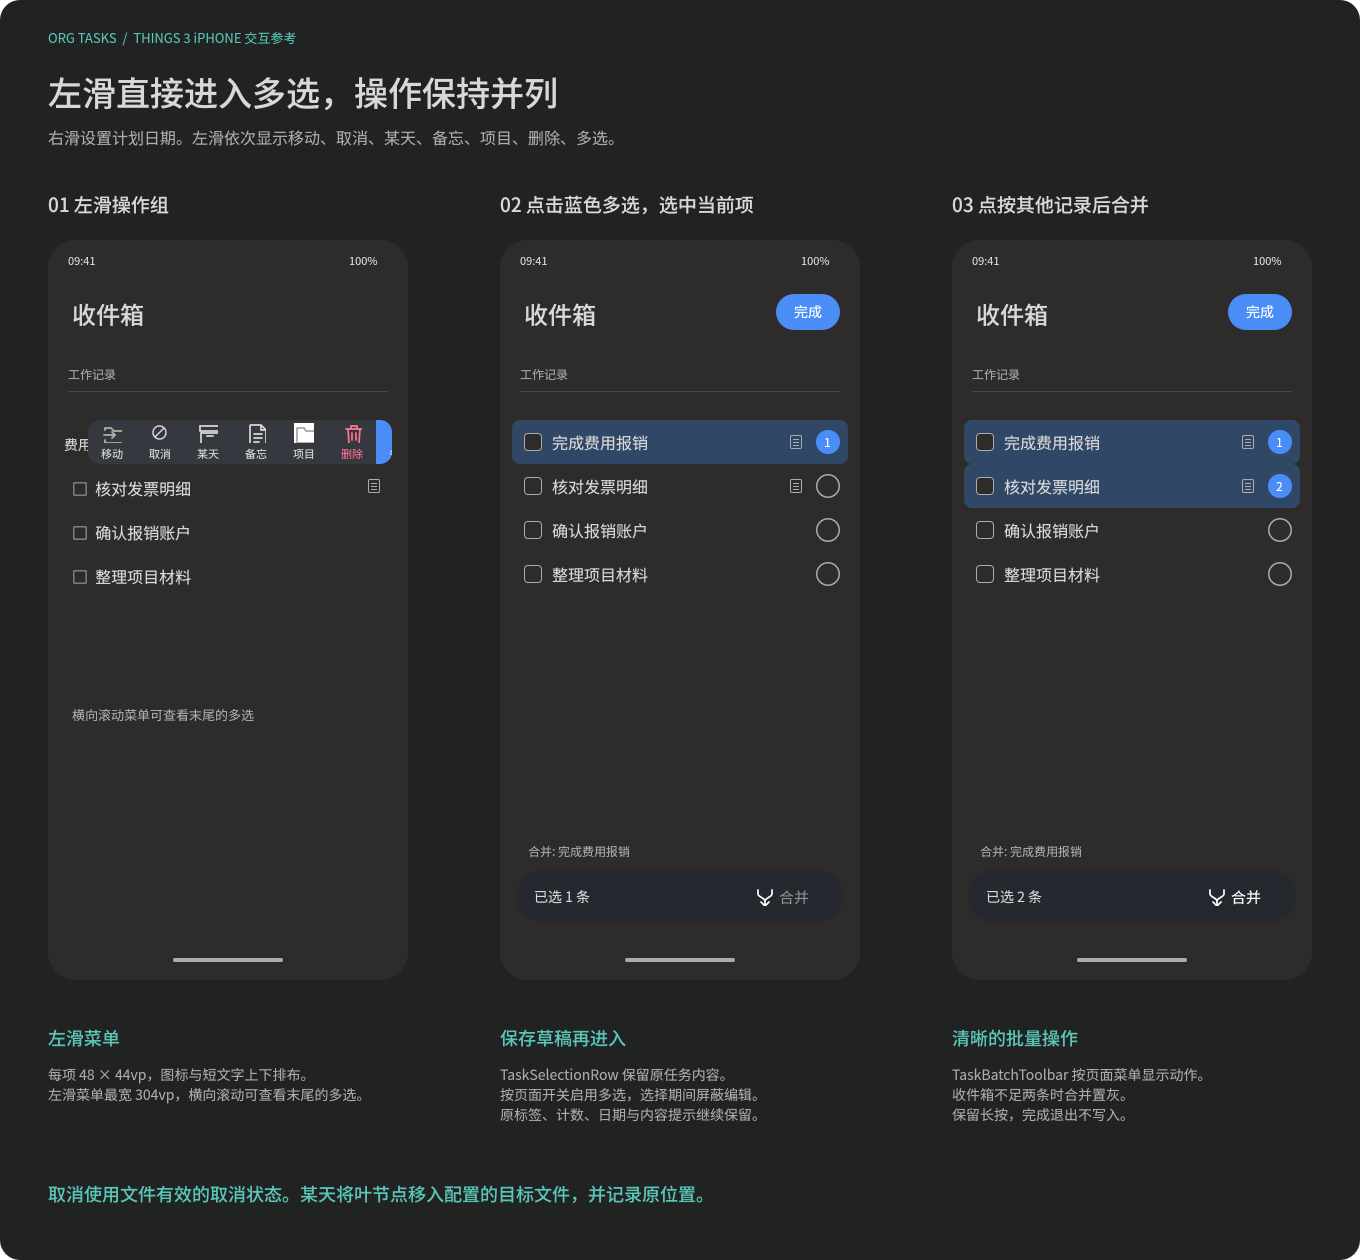 ORG TASKS / THINGS 3 iPHONE 交互参考
左滑直接进入多选，操作保持并列
右滑设置计划日期。左滑依次显示移动、取消、某天、备忘、项目、删除、多选。
01 左滑操作组
09:41
100%
收件箱
工作记录
费用
移动
取消
某天
备忘
项目
删除
核对发票明细
确认报销账户
整理项目材料
横向滚动菜单可查看末尾的多选
左滑菜单
每项 48 × 44vp，图标与短文字上下排布。
左滑菜单最宽 304vp，横向滚动可查看末尾的多选。
02 点击蓝色多选，选中当前项
09:41
100%
收件箱
完成
工作记录
完成费用报销
1
核对发票明细
确认报销账户
整理项目材料
合并: 完成费用报销
已选 1 条
合并
保存草稿再进入
TaskSelectionRow 保留原任务内容。
按页面开关启用多选，选择期间屏蔽编辑。
原标签、计数、日期与内容提示继续保留。
03 点按其他记录后合并
09:41
100%
收件箱
完成
工作记录
完成费用报销
1
核对发票明细
2
确认报销账户
整理项目材料
合并: 完成费用报销
已选 2 条
合并
清晰的批量操作
TaskBatchToolbar 按页面菜单显示动作。
收件箱不足两条时合并置灰。
保留长按，完成退出不写入。
取消使用文件有效的取消状态。某天将叶节点移入配置的目标文件，并记录原位置。